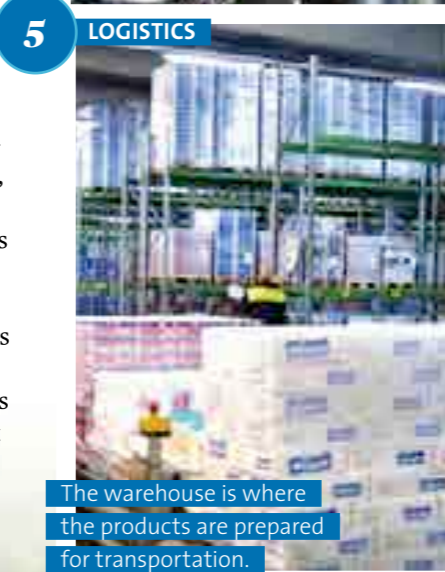 5
LOGISTICS
The warehouse is where
the products are prepared
for transportation.